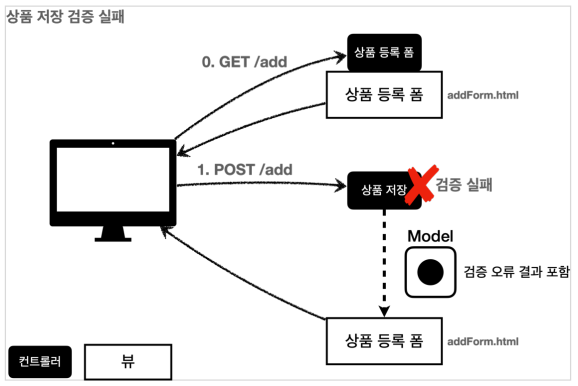 상품 저장 검증 실패
0. GET /add
상품 등록 폼
상품 등록 폼
addForm.html
1. POST /add
상품 저장
검증 실패
Model
검증 오류 결과 포함
상품 등록 폼
addForm.html
컨트롤러
뷰